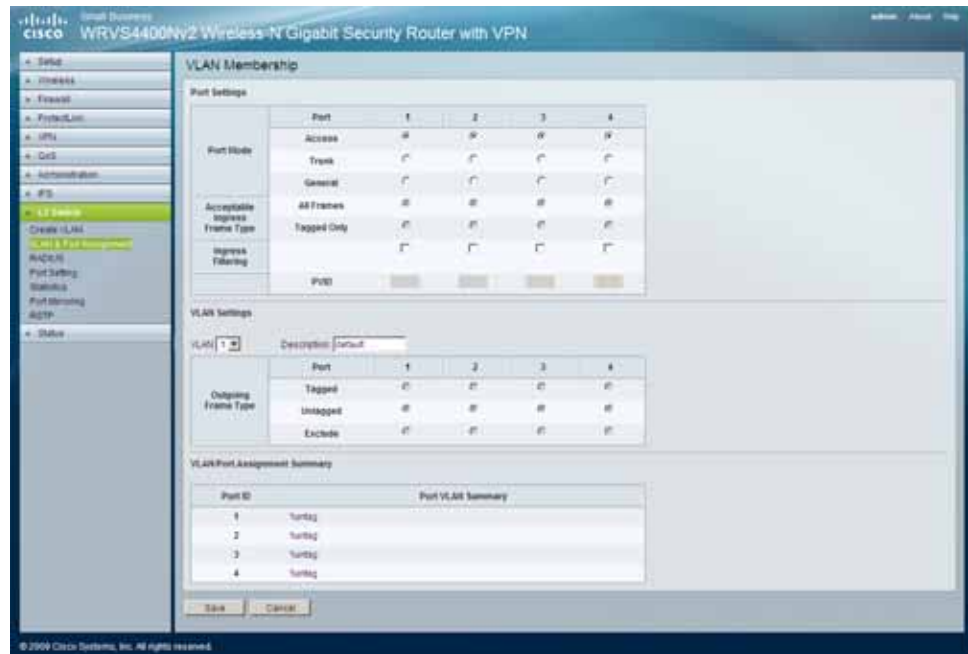 Small Business
cisco WRVS4400Nv2 Wireless-N Gigabit Security Router with VPN
admin About Help
Setup
Wireless
Firewall
ProtectLink
VPN
QoS
Administration
IPS
L2 Switch
Create VLAN
VLAN & Port Assignment
RADIUS
Port Setting
Statistics
Port Mirroring
RSTP
Status
VLAN Membership
Port Settings
Port 1 2 3 4
Port Mode
Access
Trunk
General
Acceptable Ingress Frame Type
All Frames
Tagged Only
Ingress Filtering
PVID
VLAN Settings
VLAN 1 Description default
Port 1 2 3 4
Outgoing Frame Type
Tagged
Untagged
Exclude
VLAN/Port Assignment Summary
Port ID Port VLAN Summary
1
2
3
4
Save Cancel
© 2009 Cisco Systems, Inc. All rights reserved.